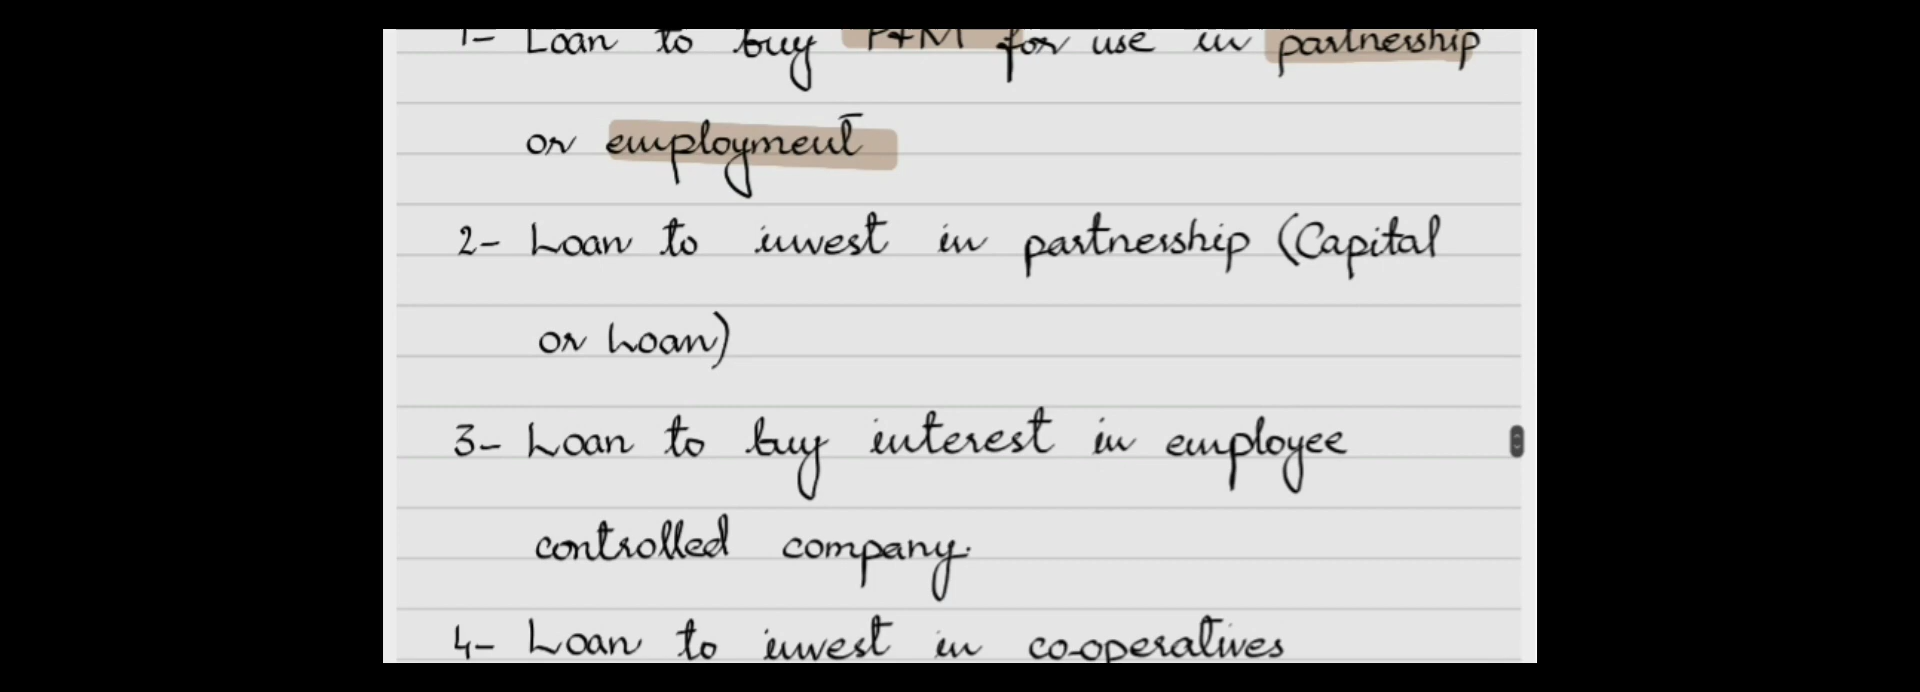 1- Loan to buy P+M for use in partnership
or employment
2- Loan to invest in partnership (Capital
or Loan)
3- Loan to buy interest in employee
controlled company.
4- Loan to invest in co-operatives